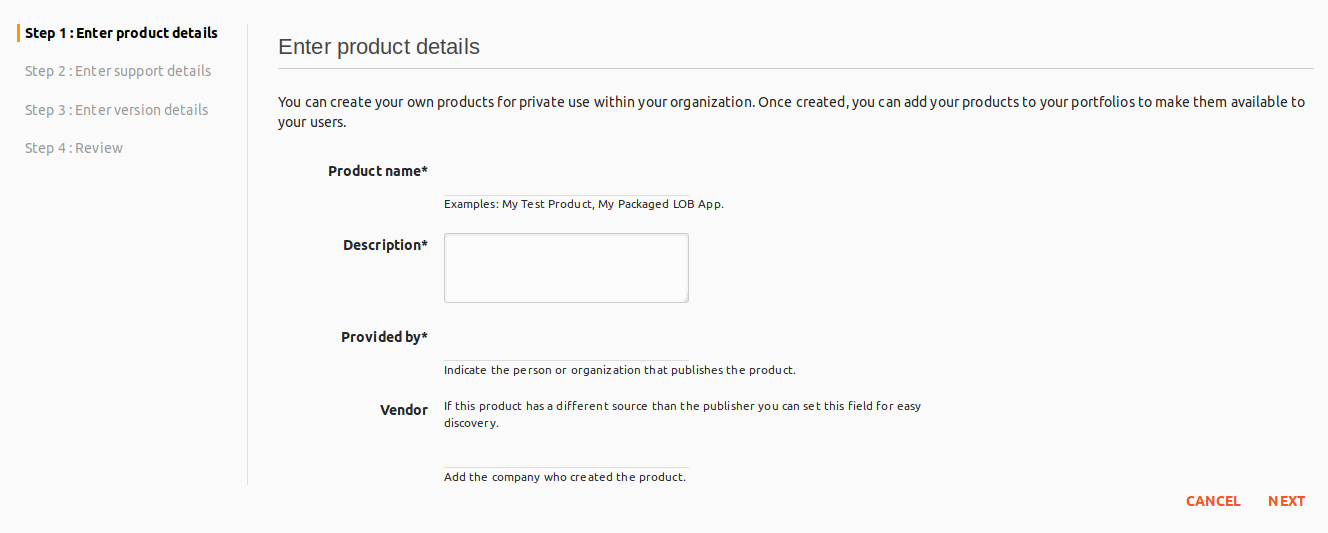 Step 1 : Enter product details
Step 2 : Enter support details
Step 3 : Enter version details
Step 4 : Review
Enter product details
You can create your own products for private use within your organization. Once created, you can add your products to your portfolios to make them available to
your users.
Product name*
Examples: My Test Product, My Packaged LOB App.
Description*
Provided by*
Indicate the person or organization that publishes the product.
Vendor
If this product has a different source than the publisher you can set this field for easy
discovery.
Add the company who created the product.
CANCEL NEXT